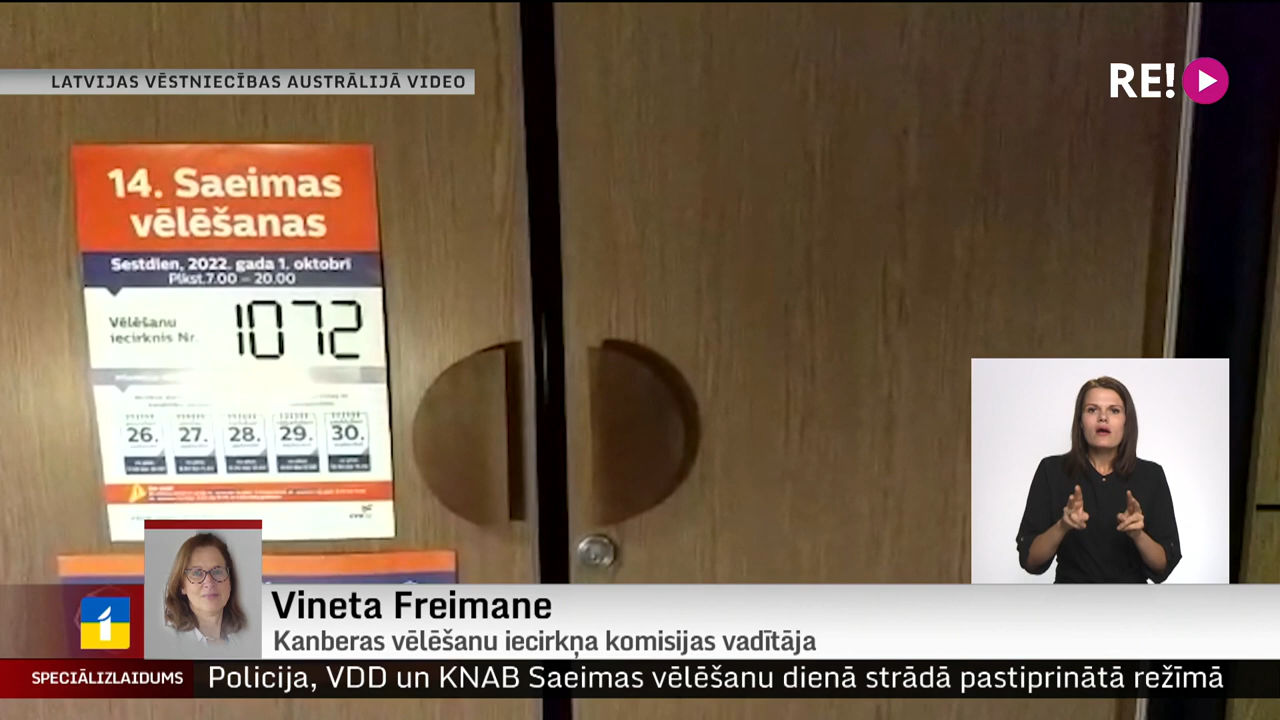 LATVIJAS VĒSTNIECĪBAS AUSTRĀLIJĀ VIDEO
RE!
14. Saeimas
vēlēšanas
Sestdien, 2022. gada 1. oktobrī
Plkst.7.00 – 20.00
Vēlēšanu
iecirknis Nr.
1072
26. 27. 28. 29. 30.
1
Vineta Freimane
Kanberas vēlēšanu iecirkņa komisijas vadītāja
SPECIĀLIZLAIDUMS
Policija, VDD un KNAB Saeimas vēlēšanu dienā strādā pastiprinātā režīmā